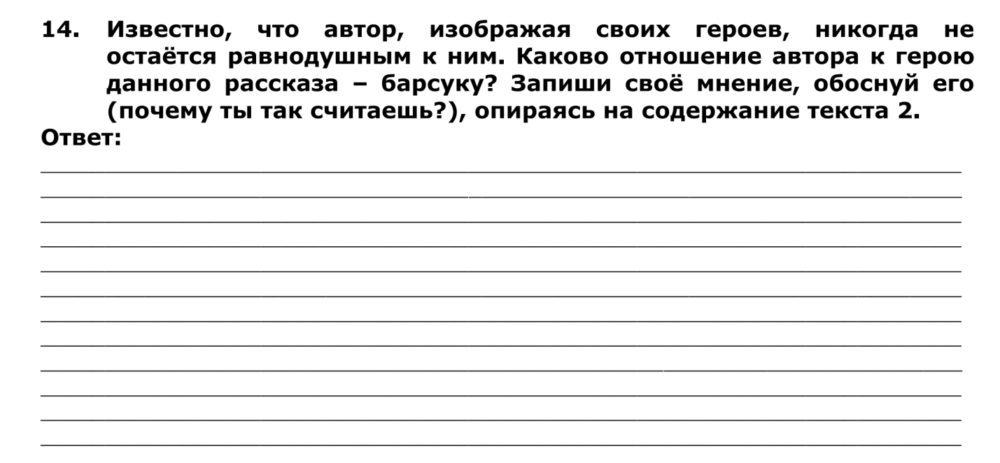 14. Известно, что автор, изображая своих героев, никогда не
остаётся равнодушным к ним. Каково отношение автора к герою
данного рассказа – барсуку? Запиши своё мнение, обоснуй его
(почему ты так считаешь?), опираясь на содержание текста 2.
Ответ: